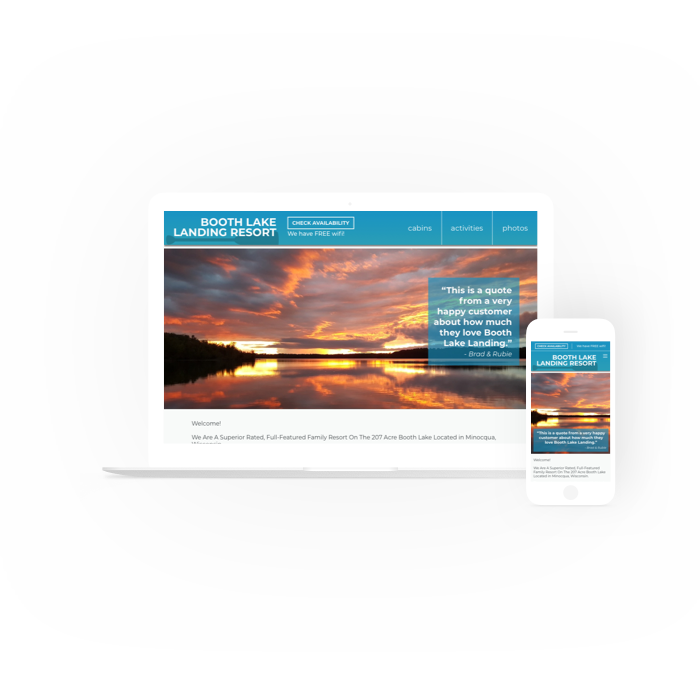 BOOTH LAKE
LANDING RESORT
CHECK AVAILABILITY
We have FREE wifi!
cabins
activities
photos
“This is a quote
from a very
happy customer
about how much
they love Booth
Lake Landing.”
- Brad & Rubie
Welcome!
We Are A Superior Rated, Full-Featured Family Resort On The 207 Acre Booth Lake Located in Minocqua,
CHECK AVAILABILITY
We have FREE wifi!
BOOTH LAKE
LANDING RESORT
“This is a quote from a very happy
customer about how much they
love Booth Lake Landing.”
- Brad & Rubie
Welcome!
We Are A Superior Rated, Full-Featured
Family Resort On The 207 Acre Booth Lake
Located in Minocqua, Wisconsin.